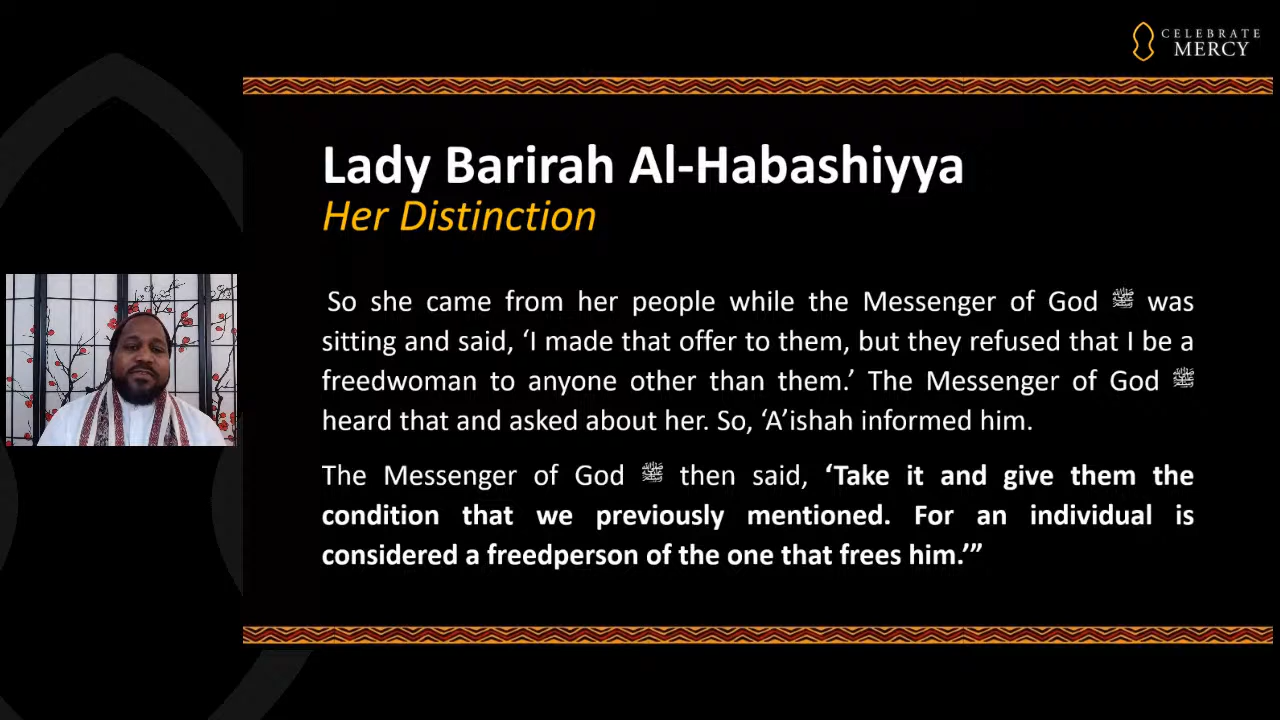 CELEBRATE
MERCY
Lady Barirah Al-Habashiyya
Her Distinction
So she came from her people while the Messenger of God ﷺ was
sitting and said, ‘I made that offer to them, but they refused that I be a
freedwoman to anyone other than them.’ The Messenger of God ﷺ
heard that and asked about her. So, ‘A’ishah informed him.
The Messenger of God ﷺ then said, ‘Take it and give them the
condition that we previously mentioned. For an individual is
considered a freedperson of the one that frees him.’”